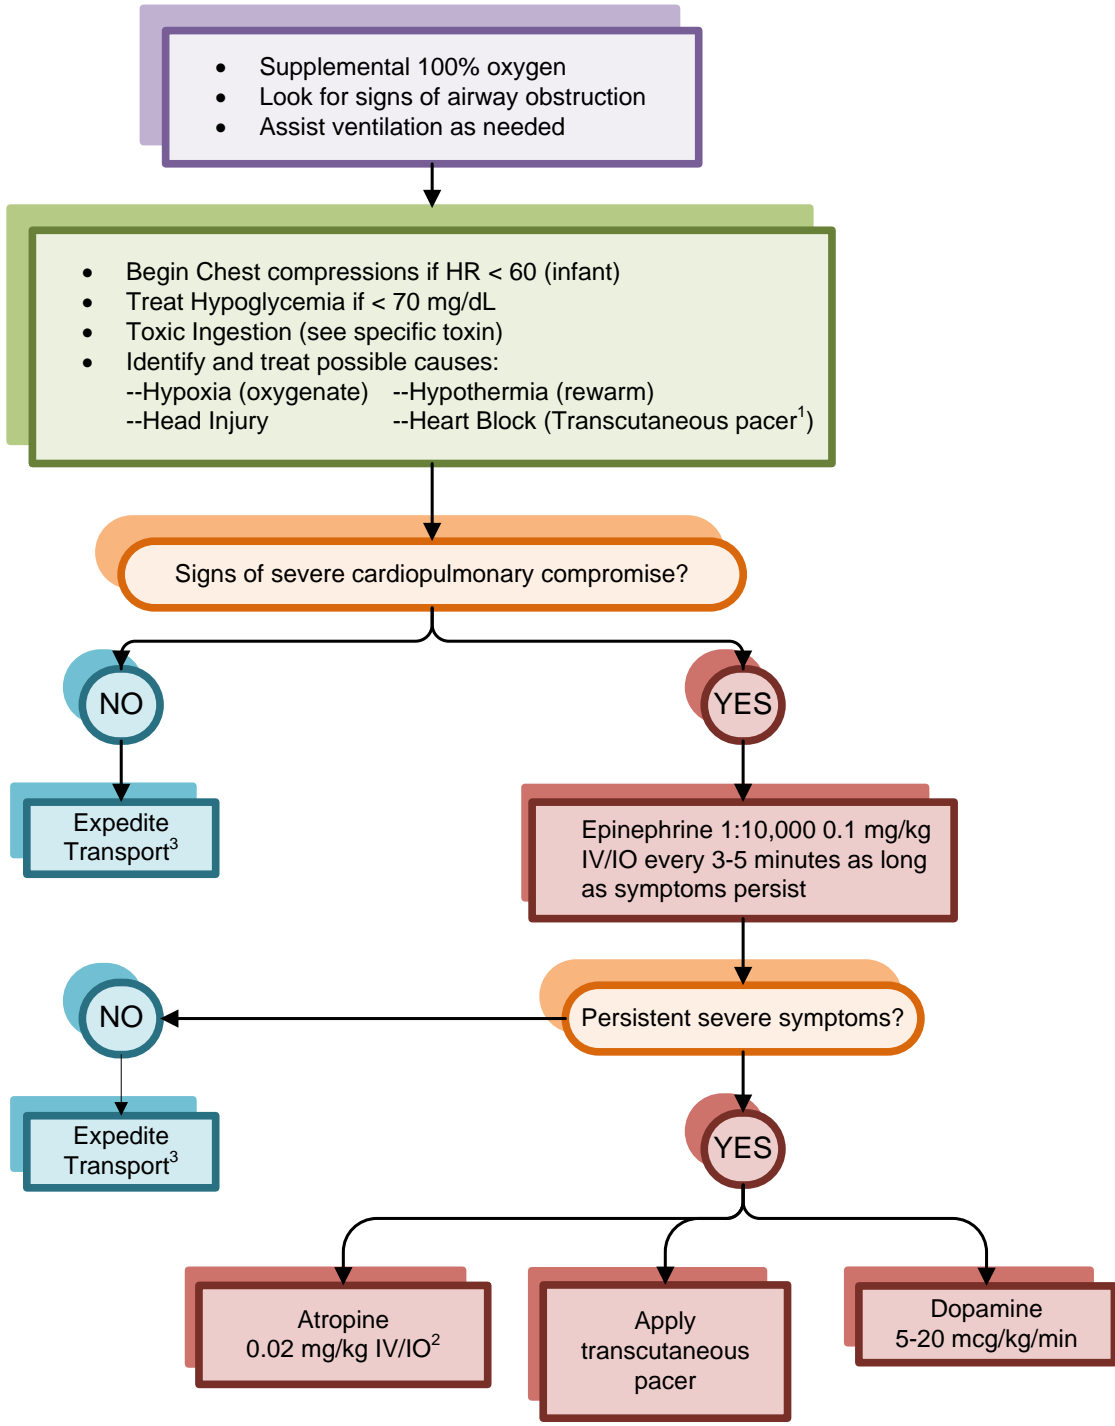 • Supplemental 100% oxygen
• Look for signs of airway obstruction
• Assist ventilation as needed
• Begin Chest compressions if HR < 60 (infant)
• Treat Hypoglycemia if < 70 mg/dL
• Toxic Ingestion (see specific toxin)
• Identify and treat possible causes:
--Hypoxia (oxygenate) --Hypothermia (rewarm)
--Head Injury --Heart Block (Transcutaneous pacer¹)
Signs of severe cardiopulmonary compromise?
NO
YES
Expedite
Transport³
Epinephrine 1:10,000 0.1 mg/kg
IV/IO every 3-5 minutes as long
as symptoms persist
NO
Persistent severe symptoms?
Expedite
Transport³
YES
Atropine
0.02 mg/kg IV/IO²
Apply
transcutaneous
pacer
Dopamine
5-20 mcg/kg/min